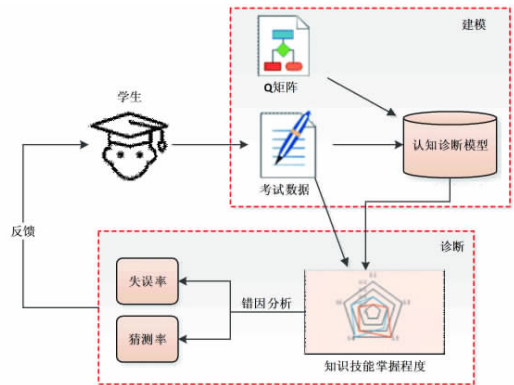 建模
Q矩阵
学生
考试数据
认知诊断模型
反馈
诊断
失误率
错因分析
猜测率
知识技能掌握程度